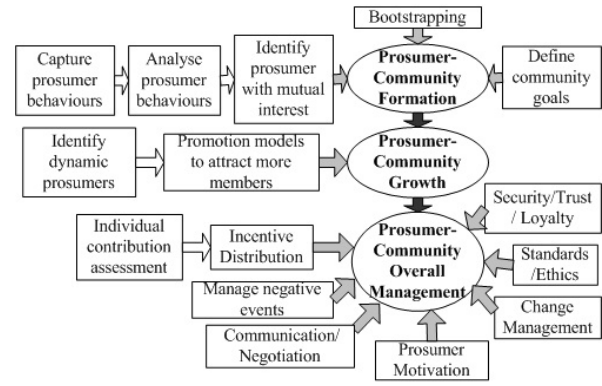 Bootstrapping
Capture
prosumer
behaviours
Analyse
prosumer
behaviours
Identify
prosumer
with mutual
interest
Prosumer-
Community
Formation
Define
community
goals
Identify
dynamic
prosumers
Promotion models
to attract more
members
Prosumer-
Community
Growth
Individual
contribution
assessment
Incentive
Distribution
Prosumer-
Community
Overall
Management
Security/Trust
/ Loyalty
Standards
/Ethics
Change
Management
Manage negative
events
Communication/
Negotiation
Prosumer
Motivation